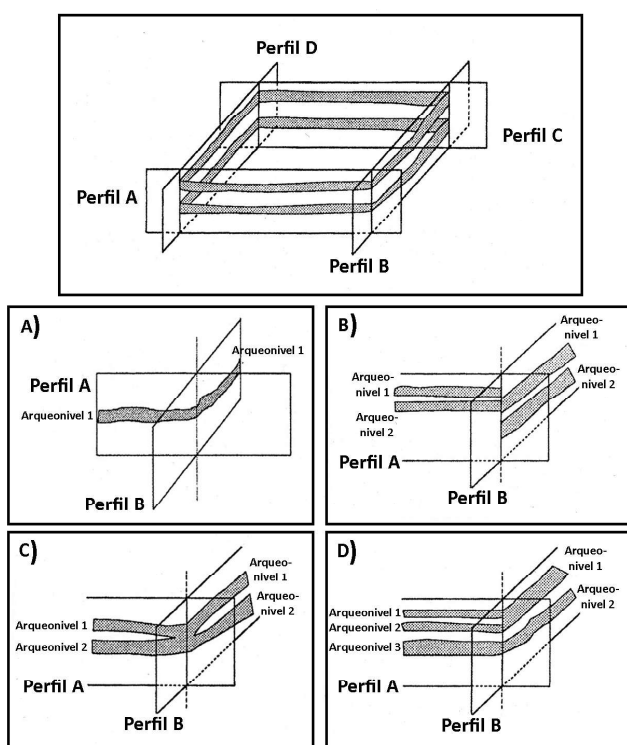 Perfil D
Perfil C
Perfil A
Perfil B
A)
Arqueonivel 1
Perfil A
Arqueonivel 1
Perfil B
B)
Arqueo-
nivel 1
Arqueo-
nivel 2
Arqueo-
nivel 1
Arqueo-
nivel 2
Perfil A
Perfil B
C)
Arqueo-
nivel 1
Arqueo-
nivel 2
Arqueonivel 1
Arqueonivel 2
Perfil A
Perfil B
D)
Arqueo-
nivel 1
Arqueo-
nivel 2
Arqueonivel 1
Arqueonivel 2
Arqueonivel 3
Perfil A
Perfil B